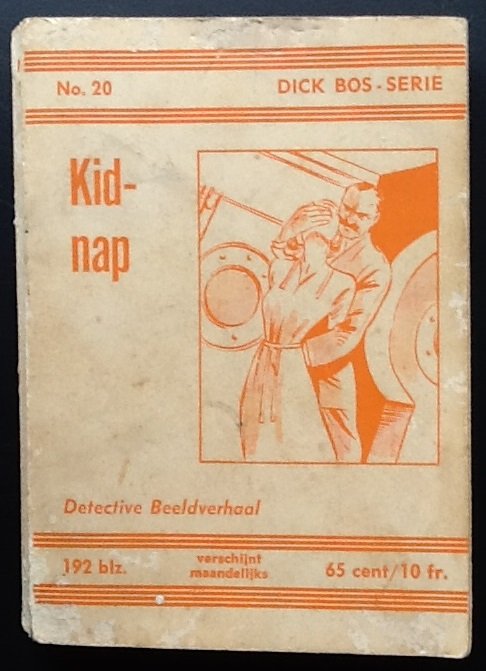 No. 20 DICK BOS - SERIE
Kid-
nap
Detective Beeldverhaal
192 blz. verschijnt 65 cent/10 fr.
maandelijks